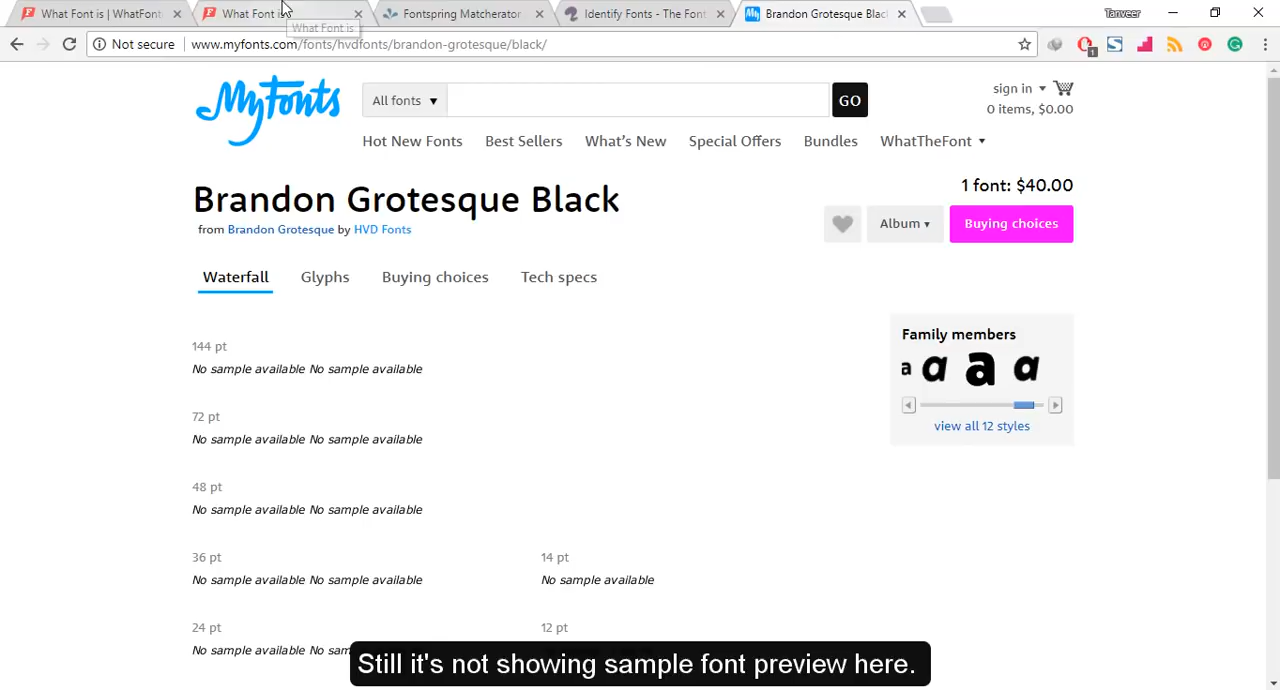 What Font is | WhatFont
What Font is
Fontspring Matcherator
Identify Fonts - The Font
Brandon Grotesque Blac
Tanveer
What Font is
Not secure
www.myfonts.com/fonts/hvdfonts/brandon-grotesque/black/
1
MyFonts
All fonts
GO
sign in
0 items, $0.00
Hot New Fonts
Best Sellers
What's New
Special Offers
Bundles
WhatTheFont
Brandon Grotesque Black
1 font: $40.00
from Brandon Grotesque by HVD Fonts
Album
Buying choices
Waterfall
Glyphs
Buying choices
Tech specs
Family members
a a a a
view all 12 styles
144 pt
No sample available No sample available
72 pt
No sample available No sample available
48 pt
No sample available No sample available
36 pt
No sample available No sample available
14 pt
No sample available
24 pt
No sample available No sa
12 pt
Still it's not showing sample font preview here.